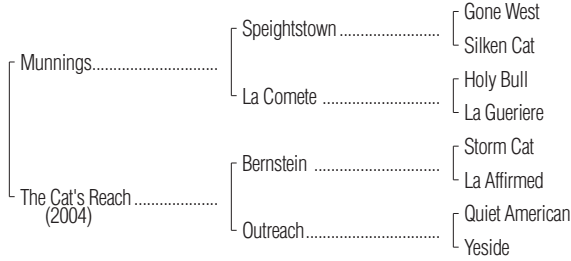 Gone West
Speightstown
Silken Cat
Munnings
Holy Bull
La Comete
La Gueriere
Storm Cat
Bernstein
La Affirmed
The Cat's Reach
(2004)
Quiet American
Outreach
Yeside